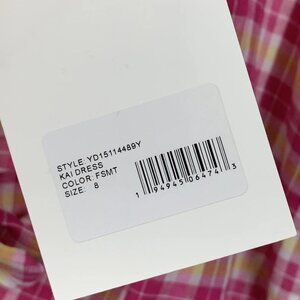 STYLE: YD15114489Y
KAI DRESS
COLOR: FSMT
SIZE: 8
1 94945 06474 3